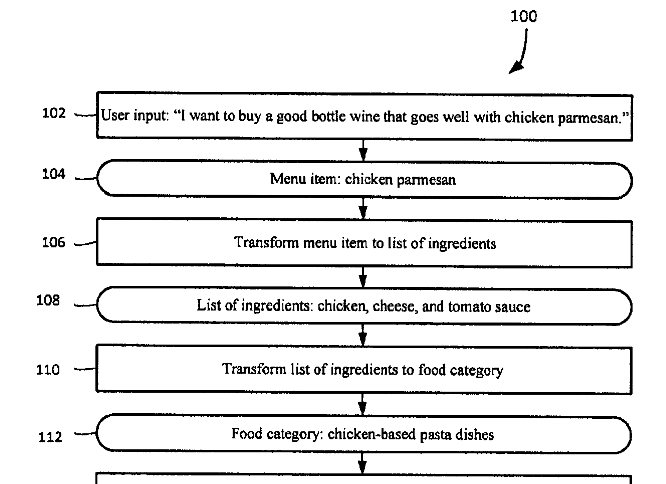 100
102
User input: “I want to buy a good bottle wine that goes well with chicken parmesan.”
104
Menu item: chicken parmesan
106
Transform menu item to list of ingredients
108
List of ingredients: chicken, cheese, and tomato sauce
110
Transform list of ingredients to food category
112
Food category: chicken-based pasta dishes